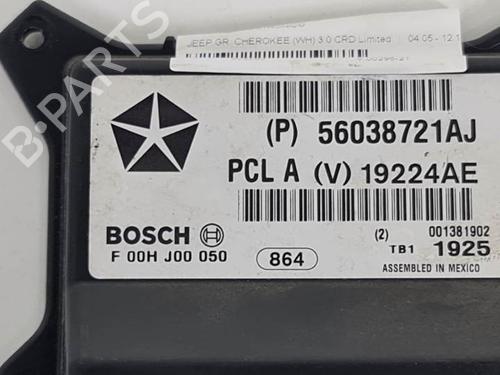 JEEP GR. CHEROKEE (WH) 3.0 CRD Limited | 04.05 - 12.1
B-PARTS
(P) 56038721AJ
PCL A (V) 19224AE
BOSCH
F 00H J00 050
864
(2) 001381902
TB1 1925
ASSEMBLED IN MEXICO